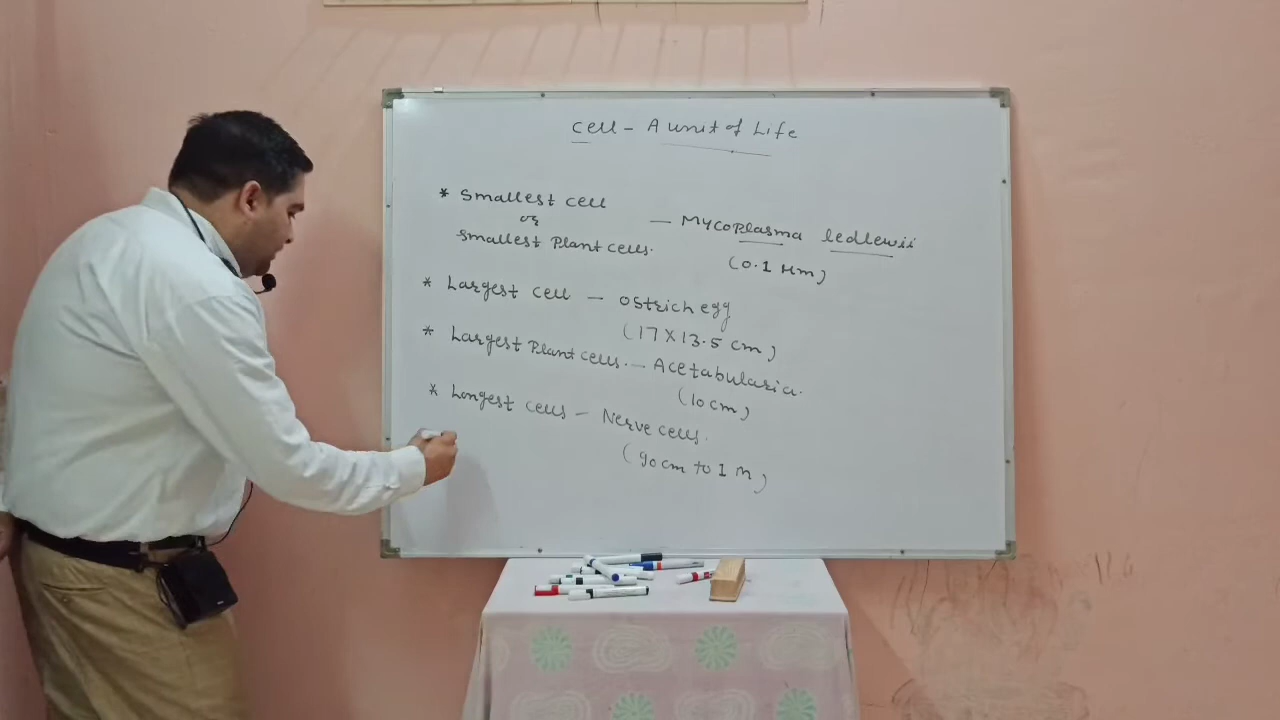 Cell - A unit of Life
* Smallest cell
or
Smallest Plant cells. — Mycoplasma ledlewii
(0.1 Mm)
* Largest cell — Ostrich egg
(17 X 13.5 cm)
* Largest Plant cells. — Acetabularia.
(10 cm)
* Longest cells — Nerve cells.
(90 cm to 1 m)